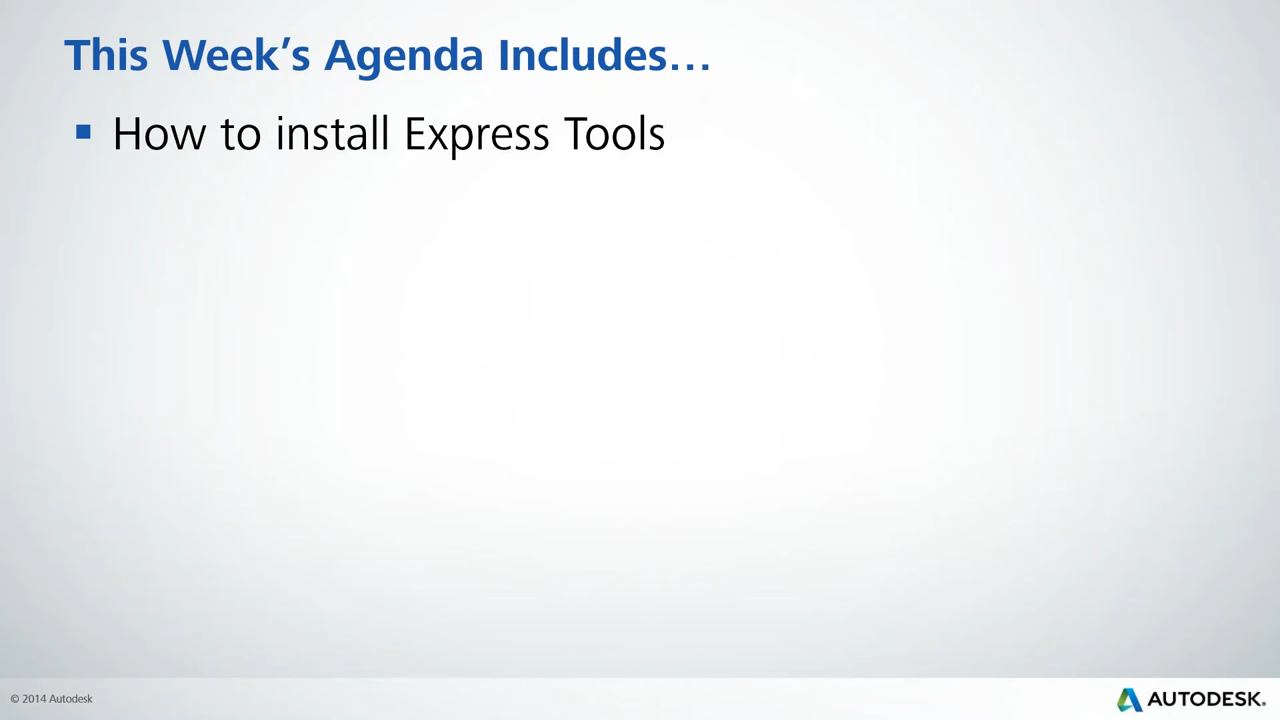 This Week’s Agenda Includes…
▪ How to install Express Tools
© 2014 Autodesk
AUTODESK.